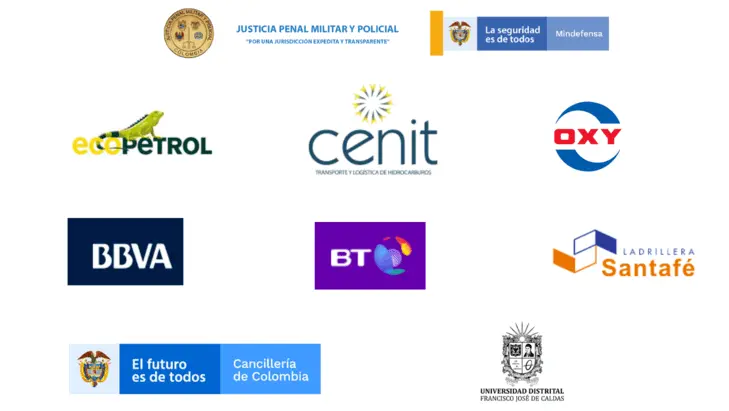 JUSTICIA PENAL MILITAR Y POLICIAL
"POR UNA JURISDICCIÓN EXPEDITA Y TRANSPARENTE"
COLOMBIA
La seguridad
es de todos
Mindefensa
ecoPETROL
cenit
TRANSPORTE Y LOGÍSTICA DE HIDROCARBUROS
OXY
BBVA
BT
LADRILLERA
Santafé
El futuro
es de todos
Cancillería
de Colombia
UNIVERSIDAD DISTRITAL
FRANCISCO JOSÉ DE CALDAS